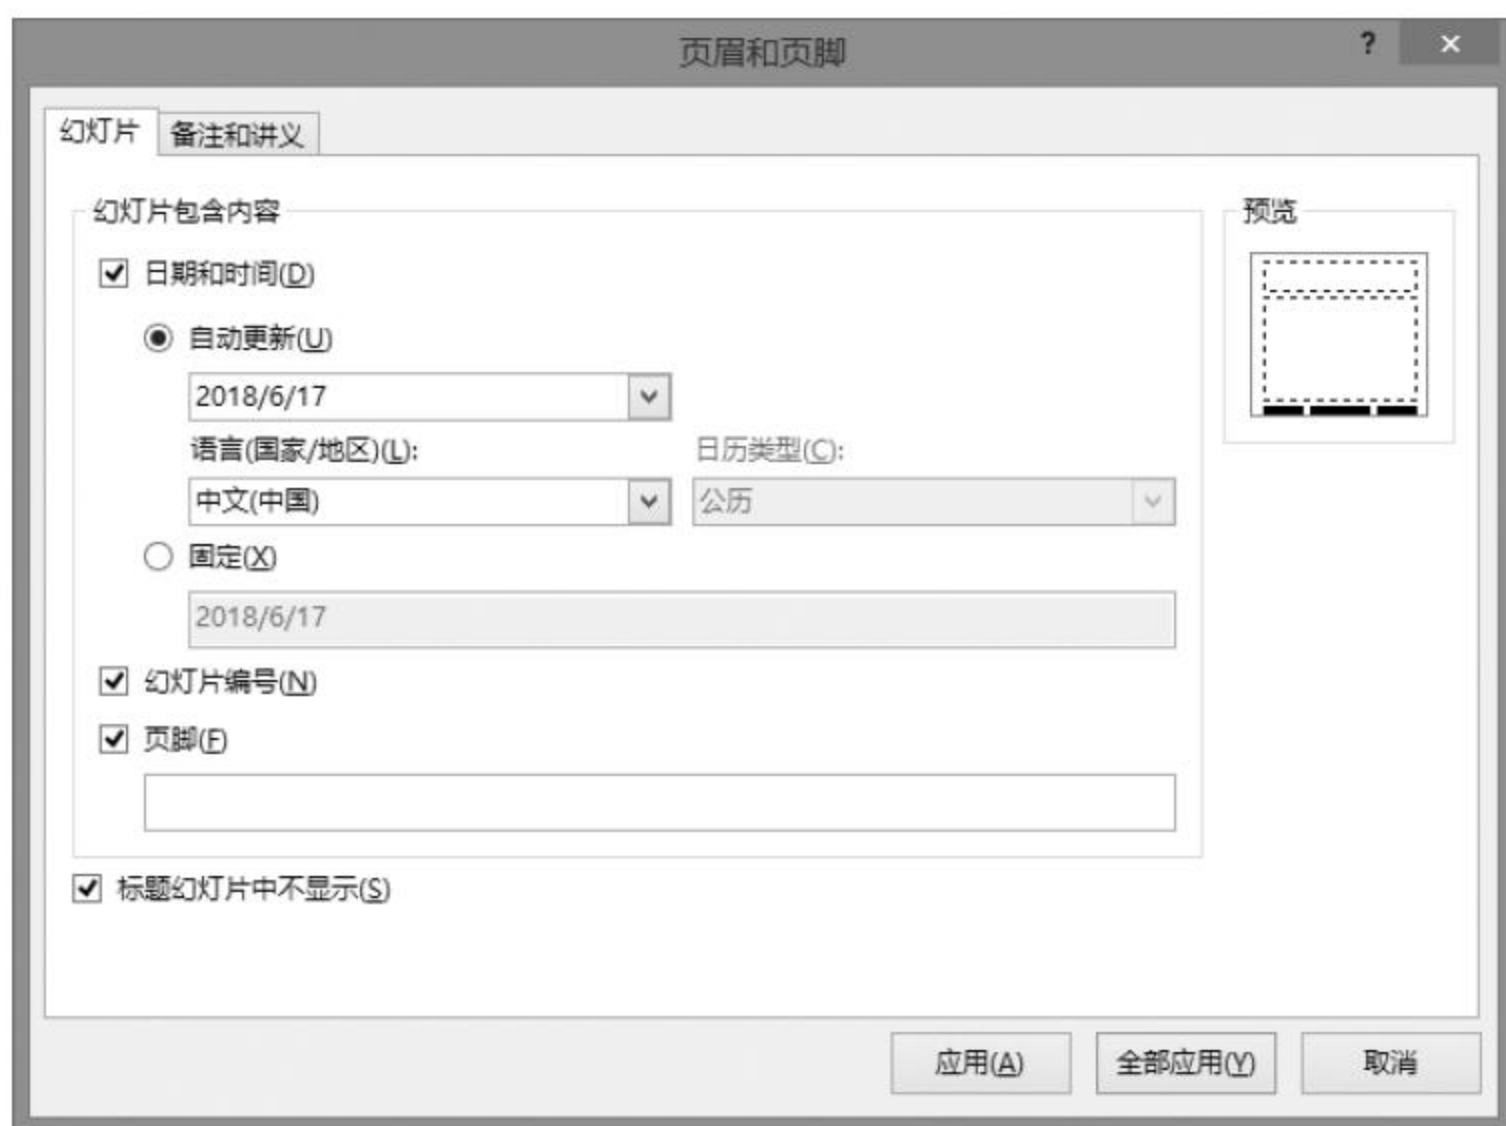 页眉和页脚
?
×
幻灯片
备注和讲义
幻灯片包含内容
预览
日期和时间(D)
自动更新(U)
2018/6/17
语言(国家/地区)(L):
日历类型(C):
中文(中国)
公历
固定(X)
2018/6/17
幻灯片编号(N)
页脚(F)
标题幻灯片中不显示(S)
应用(A)
全部应用(Y)
取消